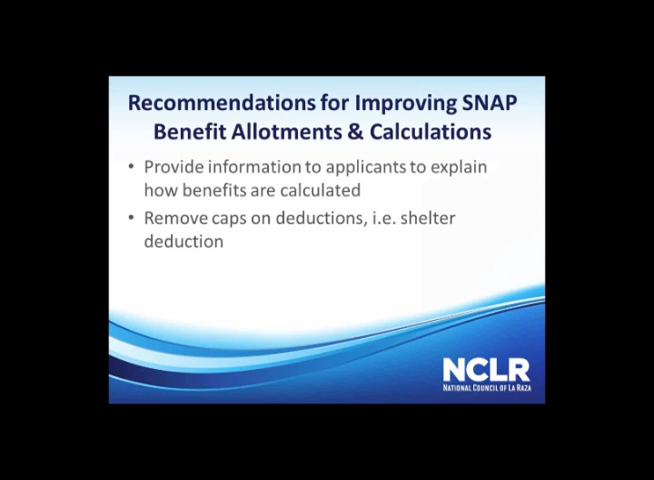 Recommendations for Improving SNAP
Benefit Allotments & Calculations
• Provide information to applicants to explain
how benefits are calculated
• Remove caps on deductions, i.e. shelter
deduction
NCLR
NATIONAL COUNCIL OF LA RAZA